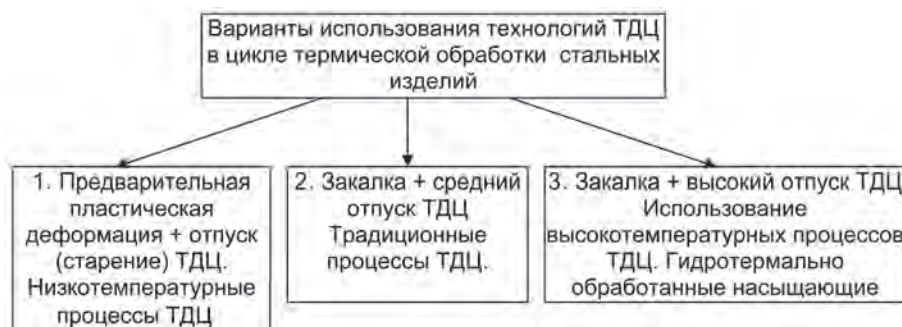 Варианты использования технологий ТДЦ
в цикле термической обработки стальных
изделий
1. Предварительная
пластическая
деформация + отпуск
(старение) ТДЦ.
Низкотемпературные
процессы ТДЦ
2. Закалка + средний
отпуск ТДЦ
Традиционные
процессы ТДЦ.
3. Закалка + высокий отпуск ТДЦ
Использование
высокотемпературных процессов
ТДЦ. Гидротермально
обработанные насыщающие